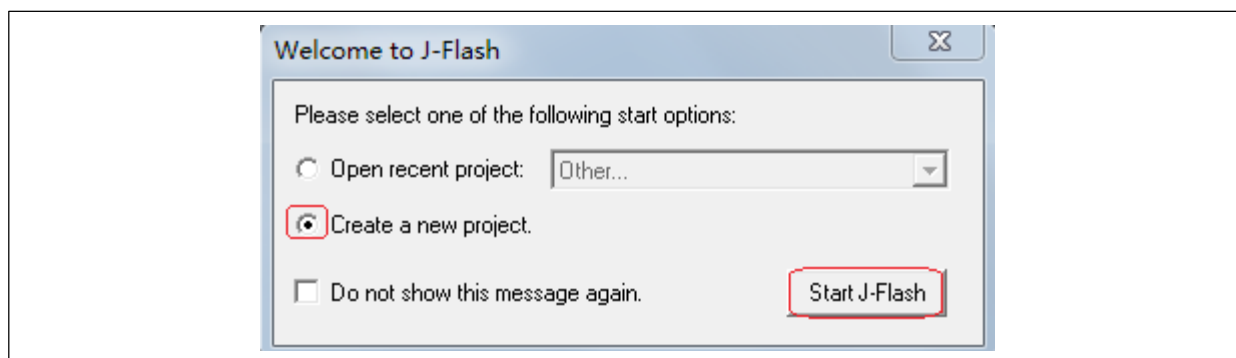 Welcome to J-Flash
Please select one of the following start options:
Open recent project: Other...
Create a new project.
Do not show this message again. Start J-Flash